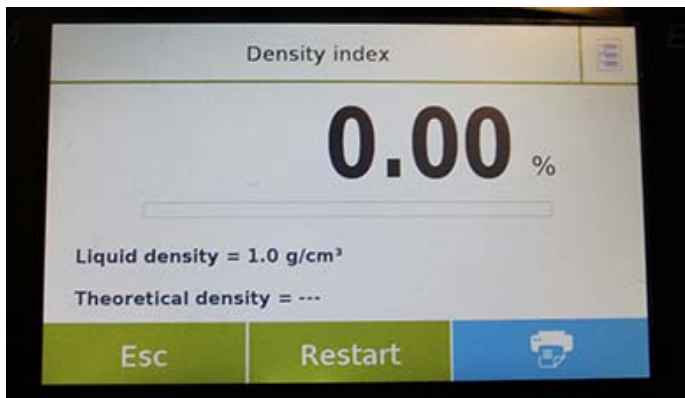 Density index
0.00 %
Liquid density = 1.0 g/cm³
Theoretical density = ---
Esc
Restart